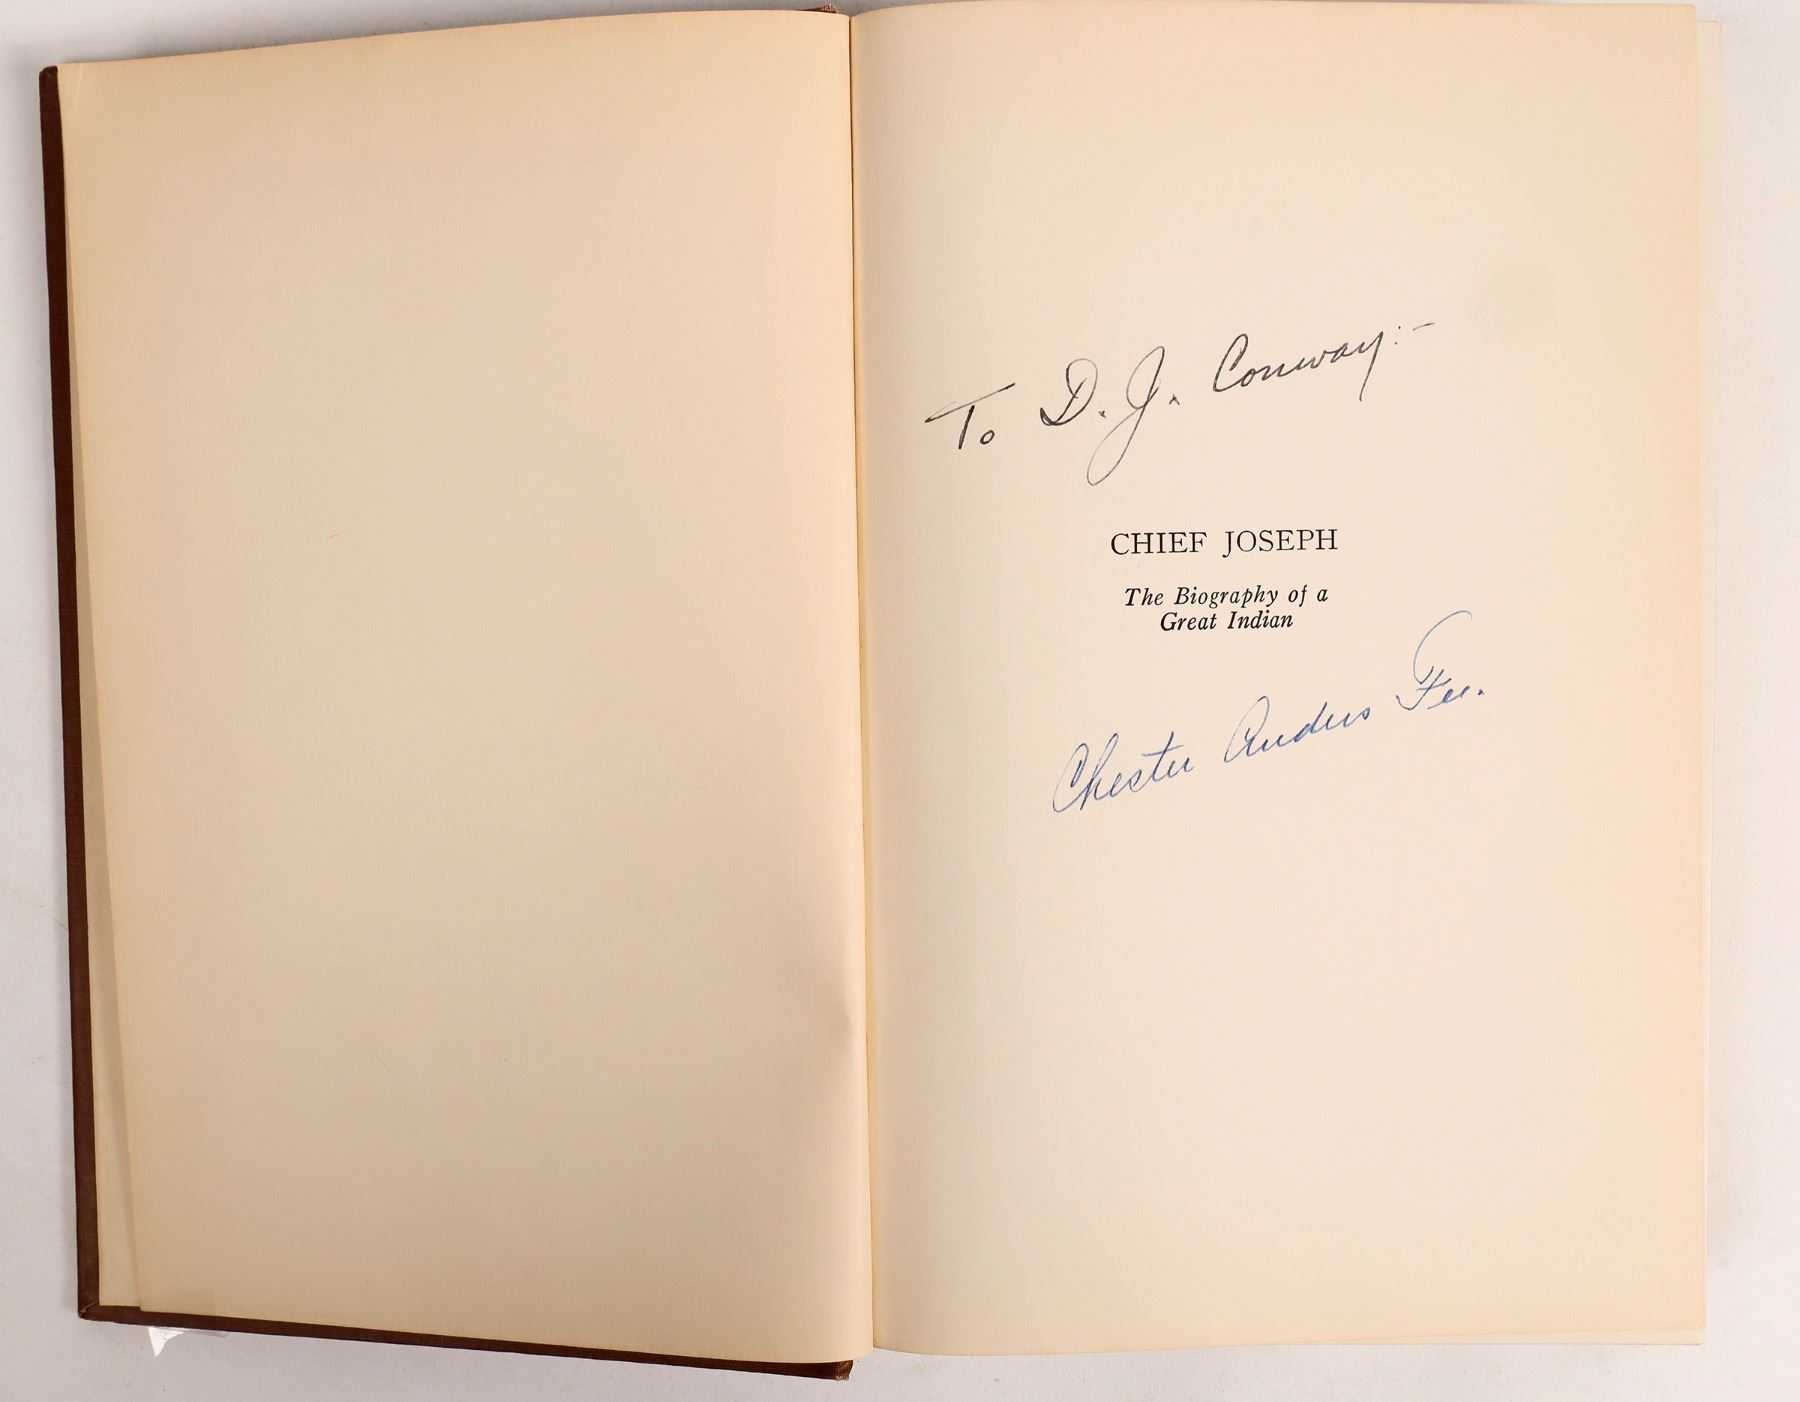 To D. J. Conway:-
CHIEF JOSEPH
The Biography of a
Great Indian
Chester Anders Fee.